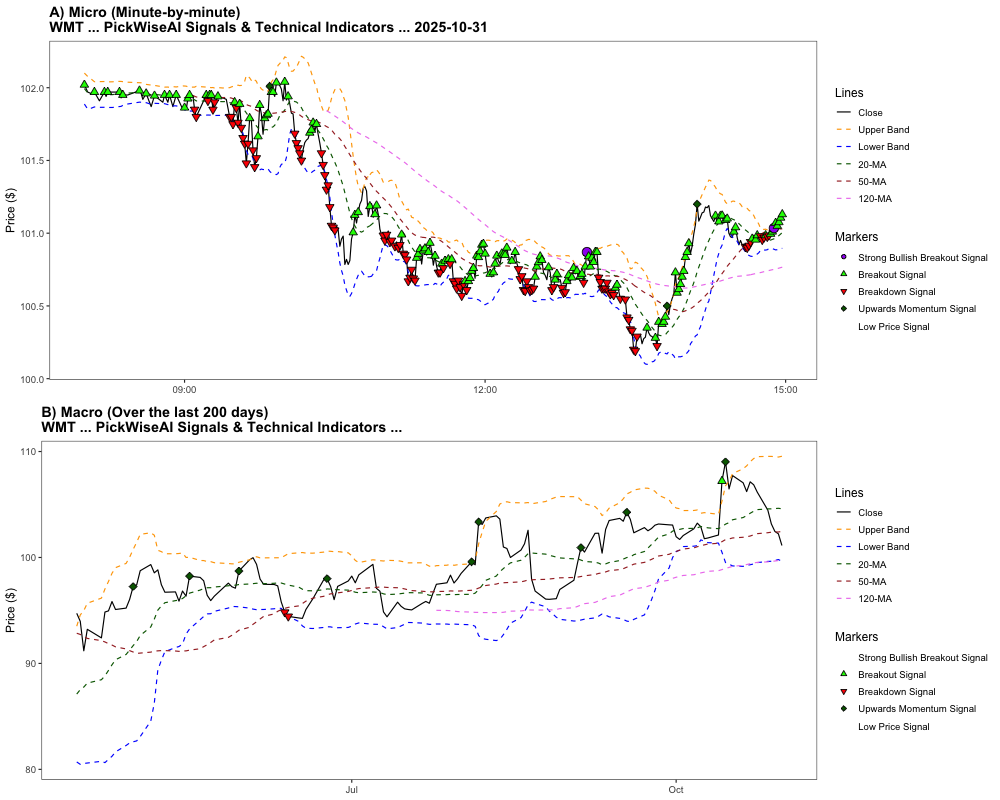 A) Micro (Minute-by-minute)
WMT ... PickWiseAI Signals & Technical Indicators ... 2025-10-31
Price ($)
102.0
101.5
101.0
100.5
100.0
09:00
12:00
15:00
Lines
Close
Upper Band
Lower Band
20-MA
50-MA
120-MA
Markers
Strong Bullish Breakout Signal
Breakout Signal
Breakdown Signal
Upwards Momentum Signal
Low Price Signal
B) Macro (Over the last 200 days)
WMT ... PickWiseAI Signals & Technical Indicators ...
Price ($)
110
100
90
80
Jul
Oct
Lines
Close
Upper Band
Lower Band
20-MA
50-MA
120-MA
Markers
Strong Bullish Breakout Signal
Breakout Signal
Breakdown Signal
Upwards Momentum Signal
Low Price Signal